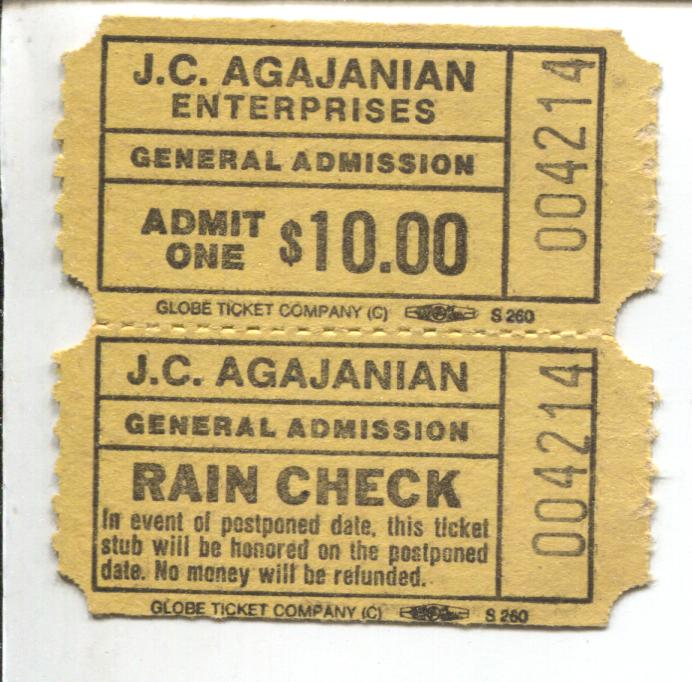 J.C. AGAJANIAN
ENTERPRISES
GENERAL ADMISSION
ADMIT
ONE $10.00
004214
GLOBE TICKET COMPANY (C) S 260
J.C. AGAJANIAN
GENERAL ADMISSION
RAIN CHECK
In event of postponed date, this ticket
stub will be honored on the postponed
date. No money will be refunded.
004214
GLOBE TICKET COMPANY (C) S 260